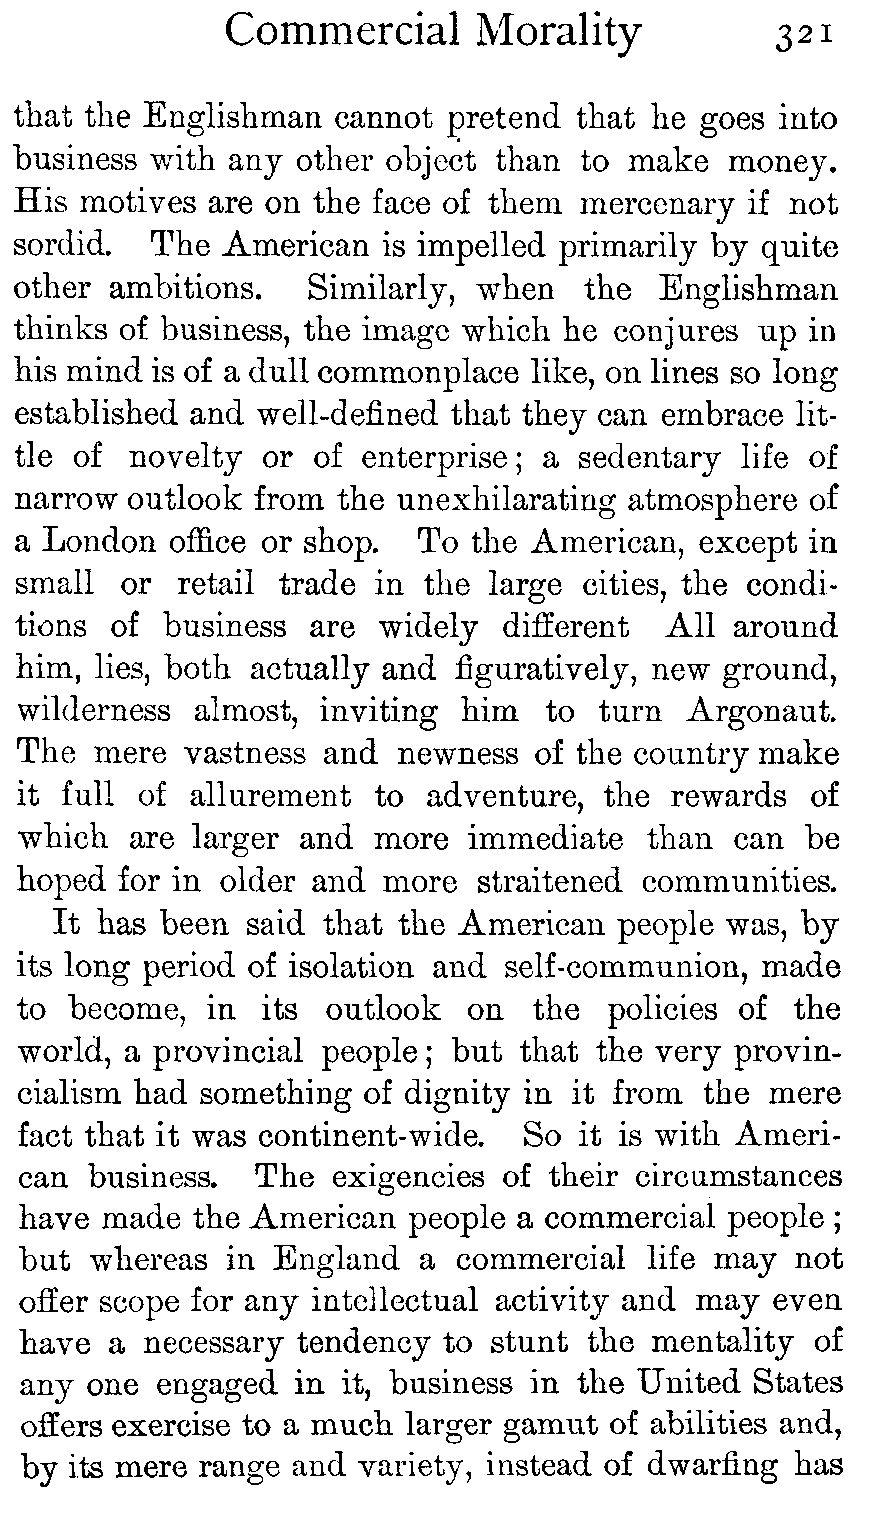 Commercial Morality 321
that the Englishman cannot pretend that he goes into
business with any other object than to make money.
His motives are on the face of them mercenary if not
sordid. The American is impelled primarily by quite
other ambitions. Similarly, when the Englishman
thinks of business, the image which he conjures up in
his mind is of a dull commonplace like, on lines so long
established and well-defined that they can embrace lit-
tle of novelty or of enterprise; a sedentary life of
narrow outlook from the unexhilarating atmosphere of
a London office or shop. To the American, except in
small or retail trade in the large cities, the condi-
tions of business are widely different All around
him, lies, both actually and figuratively, new ground,
wilderness almost, inviting him to turn Argonaut.
The mere vastness and newness of the country make
it full of allurement to adventure, the rewards of
which are larger and more immediate than can be
hoped for in older and more straitened communities.
It has been said that the American people was, by
its long period of isolation and self-communion, made
to become, in its outlook on the policies of the
world, a provincial people; but that the very provin-
cialism had something of dignity in it from the mere
fact that it was continent-wide. So it is with Ameri-
can business. The exigencies of their circumstances
have made the American people a commercial people;
but whereas in England a commercial life may not
offer scope for any intellectual activity and may even
have a necessary tendency to stunt the mentality of
any one engaged in it, business in the United States
offers exercise to a much larger gamut of abilities and,
by its mere range and variety, instead of dwarfing has